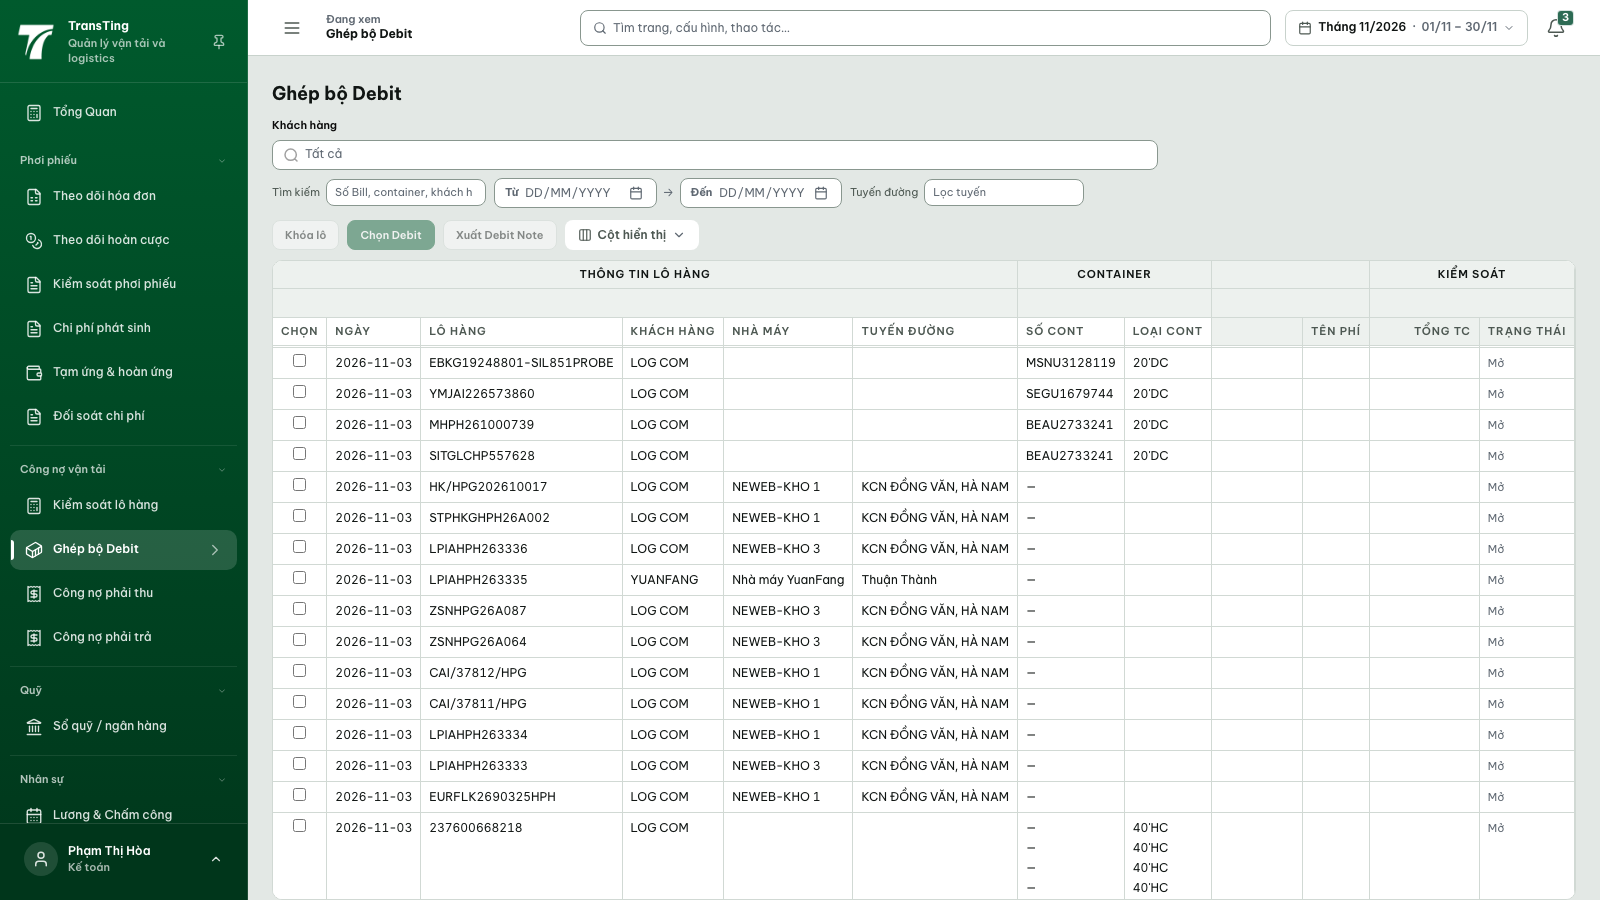 TransTing
Quản lý vận tải và
logistics
Đang xem
Ghép bộ Debit
Tìm trang, cấu hình, thao tác...
Tháng 11/2026 · 01/11 – 30/11
3
Tổng Quan
Phơi phiếu
Theo dõi hóa đơn
Theo dõi hoàn cược
Kiểm soát phơi phiếu
Chi phí phát sinh
Tạm ứng & hoàn ứng
Đối soát chi phí
Công nợ vận tải
Kiểm soát lô hàng
Ghép bộ Debit
Công nợ phải thu
Công nợ phải trả
Quỹ
Sổ quỹ / ngân hàng
Nhân sự
Lương & Chấm công
Phạm Thị Hòa
Kế toán
Ghép bộ Debit
Khách hàng
Tất cả
Tìm kiếm Số Bill, container, khách h Từ DD/MM/YYYY → Đến DD/MM/YYYY Tuyến đường Lọc tuyến
Khóa lô Chọn Debit Xuất Debit Note Cột hiển thị
THÔNG TIN LÔ HÀNG CONTAINER KIỂM SOÁT
CHỌN NGÀY LÔ HÀNG KHÁCH HÀNG NHÀ MÁY TUYẾN ĐƯỜNG SỐ CONT LOẠI CONT TÊN PHÍ TỔNG TC TRẠNG THÁI
2026-11-03 EBKG19248801-SIL851PROBE LOG COM MSNU3128119 20'DC Mở
2026-11-03 YMJAI226573860 LOG COM SEGU1679744 20'DC Mở
2026-11-03 MHPH261000739 LOG COM BEAU2733241 20'DC Mở
2026-11-03 SITGLCHP557628 LOG COM BEAU2733241 20'DC Mở
2026-11-03 HK/HPG202610017 LOG COM NEWEB-KHO 1 KCN ĐỒNG VĂN, HÀ NAM — Mở
2026-11-03 STPHKGHPH26A002 LOG COM NEWEB-KHO 1 KCN ĐỒNG VĂN, HÀ NAM — Mở
2026-11-03 LPIAHPH263336 LOG COM NEWEB-KHO 3 KCN ĐỒNG VĂN, HÀ NAM — Mở
2026-11-03 LPIAHPH263335 YUANFANG Nhà máy YuanFang Thuận Thành — Mở
2026-11-03 ZSNHPG26A087 LOG COM NEWEB-KHO 3 KCN ĐỒNG VĂN, HÀ NAM — Mở
2026-11-03 ZSNHPG26A064 LOG COM NEWEB-KHO 3 KCN ĐỒNG VĂN, HÀ NAM — Mở
2026-11-03 CAI/37812/HPG LOG COM NEWEB-KHO 1 KCN ĐỒNG VĂN, HÀ NAM — Mở
2026-11-03 CAI/37811/HPG LOG COM NEWEB-KHO 1 KCN ĐỒNG VĂN, HÀ NAM — Mở
2026-11-03 LPIAHPH263334 LOG COM NEWEB-KHO 1 KCN ĐỒNG VĂN, HÀ NAM — Mở
2026-11-03 LPIAHPH263333 LOG COM NEWEB-KHO 3 KCN ĐỒNG VĂN, HÀ NAM — Mở
2026-11-03 EURFLK2690325HPH LOG COM NEWEB-KHO 1 KCN ĐỒNG VĂN, HÀ NAM — Mở
2026-11-03 237600668218 LOG COM — 40'HC Mở
— 40'HC
— 40'HC
— 40'HC